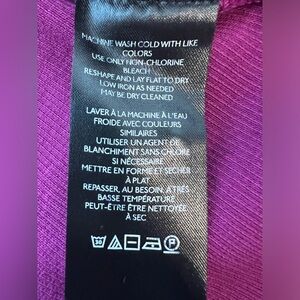 MACHINE WASH COLD WITH LIKE
COLORS
USE ONLY NON-CHLORINE
BLEACH
RESHAPE AND LAY FLAT TO DRY
LOW IRON AS NEEDED
MAY BE DRY CLEANED
LAVER À LA MACHINE À L'EAU
FROIDE AVEC COULEURS
SIMILAIRES
UTILISER UN AGENT DE
BLANCHIMENT SANS CHLORE
SI NÉCESSAIRE
METTRE EN FORME ET SÉCHER
À PLAT
REPASSER, AU BESOIN, À TRÈS
BASSE TEMPÉRATURE
PEUT-ÊTRE ÊTRE NETTOYÉE
À SEC
30
P